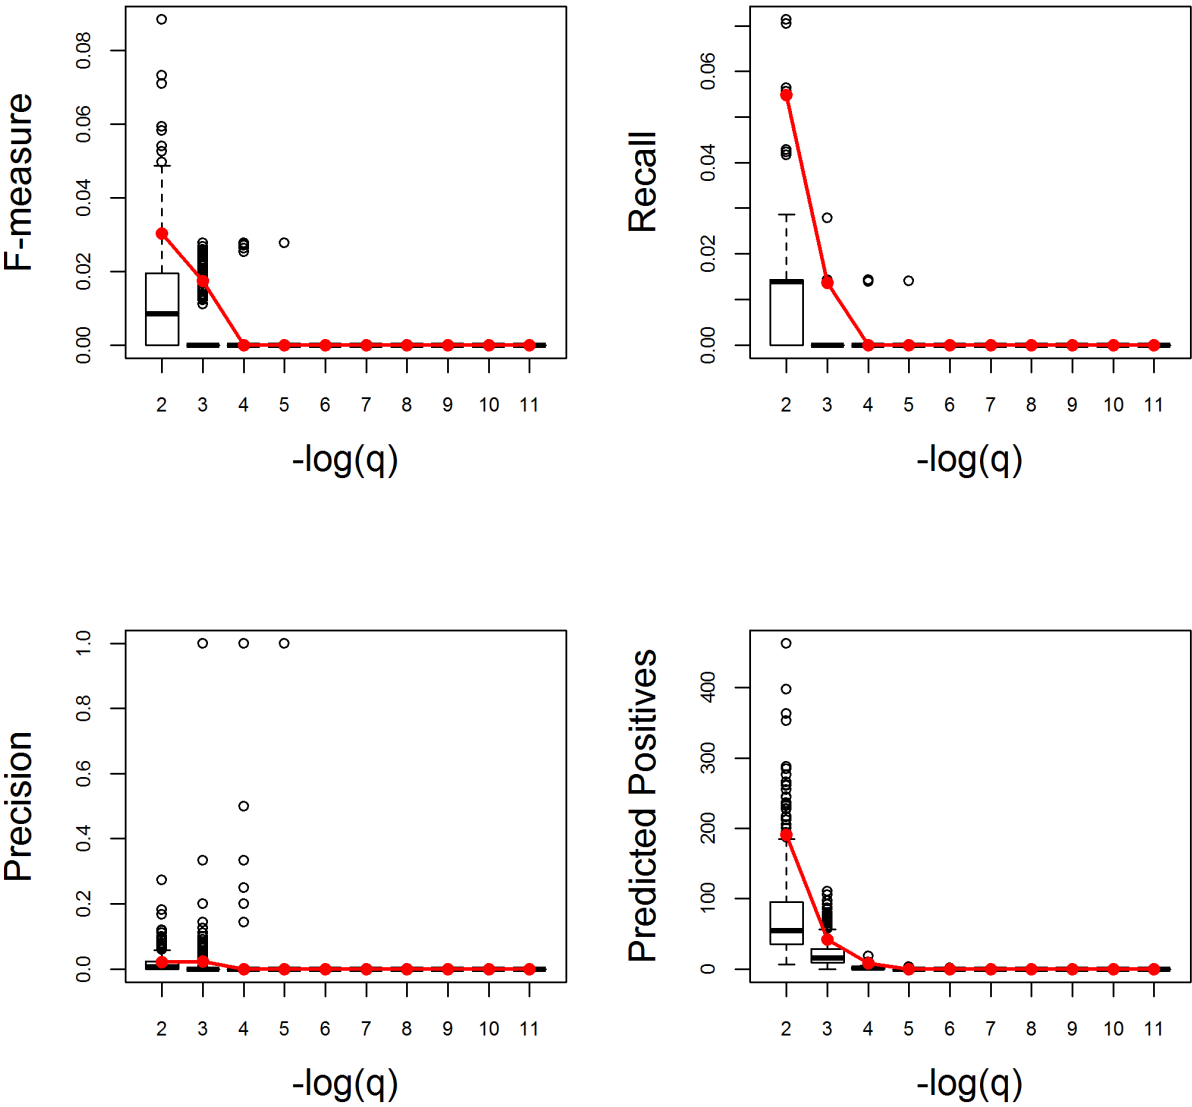 F-measure
0.00 0.02 0.04 0.06 0.08
2 3 4 5 6 7 8 9 10 11
-log(q)
Recall
0.00 0.02 0.04 0.06
2 3 4 5 6 7 8 9 10 11
-log(q)
Precision
0.0 0.2 0.4 0.6 0.8 1.0
2 3 4 5 6 7 8 9 10 11
-log(q)
Predicted Positives
0 100 200 300 400
2 3 4 5 6 7 8 9 10 11
-log(q)